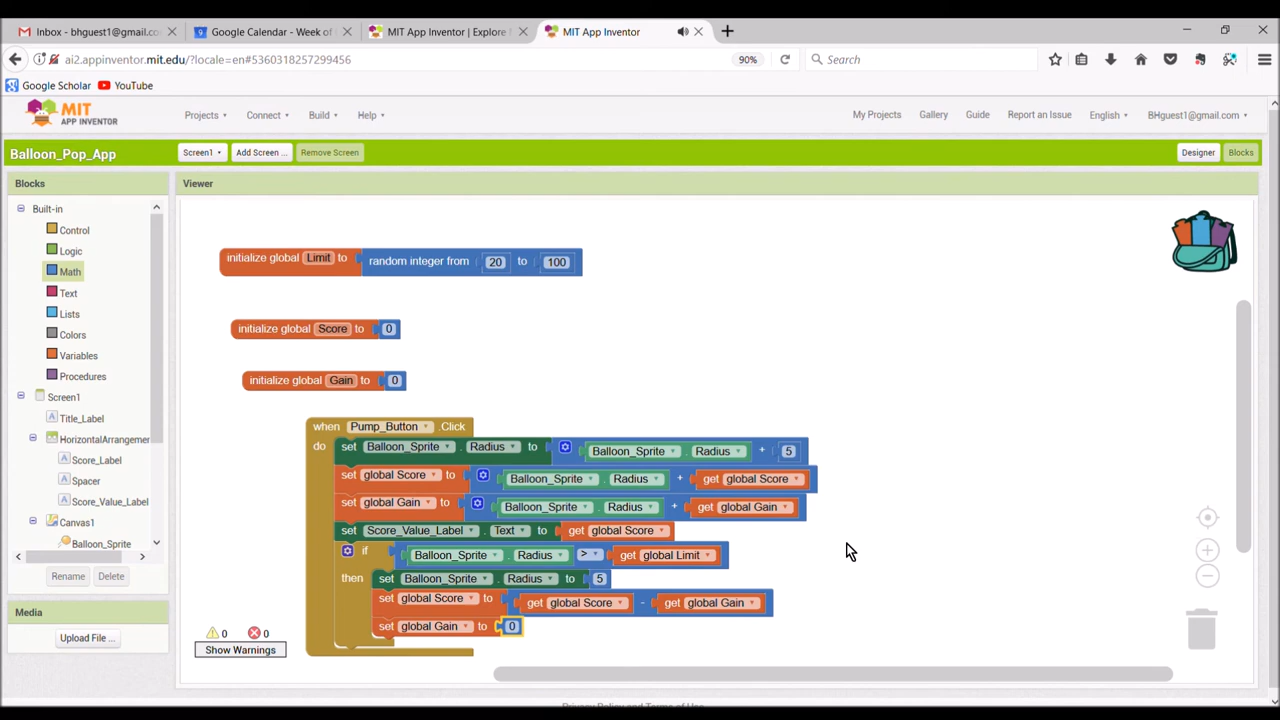 Inbox - bhguest1@gmail.co
Google Calendar - Week of
MIT App Inventor | Explore
MIT App Inventor
ai2.appinventor.mit.edu/?locale=en#5360318257299456
90%
Search
Google Scholar
YouTube
MIT
APP INVENTOR
Projects
Connect
Build
Help
My Projects
Gallery
Guide
Report an Issue
English
BHguest1@gmail.com
Balloon_Pop_App
Screen1
Add Screen ...
Remove Screen
Designer
Blocks
Blocks
Viewer
Built-in
Control
Logic
Math
Text
Lists
Colors
Variables
Procedures
Screen1
Title_Label
HorizontalArrangemer
Score_Label
Spacer
Score_Value_Label
Canvas1
Balloon_Sprite
Rename
Delete
Media
Upload File ...
initialize global Limit to random integer from 20 to 100
initialize global Score to 0
initialize global Gain to 0
when Pump_Button .Click
do set Balloon_Sprite . Radius to Balloon_Sprite . Radius + 5
set global Score to Balloon_Sprite . Radius + get global Score
set global Gain to Balloon_Sprite . Radius + get global Gain
set Score_Value_Label . Text to get global Score
if Balloon_Sprite . Radius > get global Limit
then set Balloon_Sprite . Radius to 5
set global Score to get global Score - get global Gain
set global Gain to 0
0 0
Show Warnings
Privacy Policy and Terms of Use